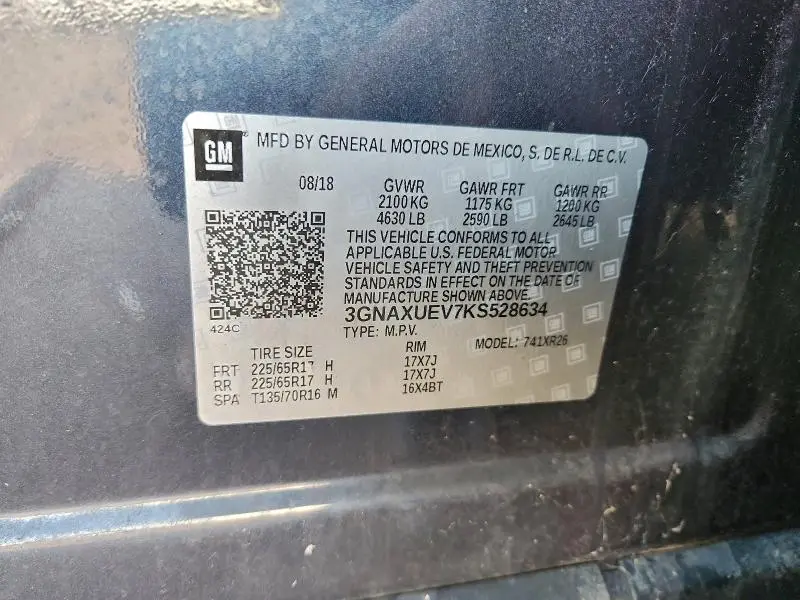 GM
MFD BY GENERAL MOTORS DE MEXICO, S. DE R.L. DE C.V.
08/18 GVWR GAWR FRT GAWR RR
2100 KG 1175 KG 1200 KG
4630 LB 2590 LB 2645 LB
THIS VEHICLE CONFORMS TO ALL
APPLICABLE U.S. FEDERAL MOTOR
VEHICLE SAFETY AND THEFT PREVENTION
STANDARDS IN EFFECT ON THE DATE OF
MANUFACTURE SHOWN ABOVE.
3GNAXUEV7KS528634
424C
TYPE: M.P.V. MODEL: 741XR26
TIRE SIZE RIM
FRT 225/65R17 H 17X7J
RR 225/65R17 H 17X7J
SPA T135/70R16 M 16X4BT